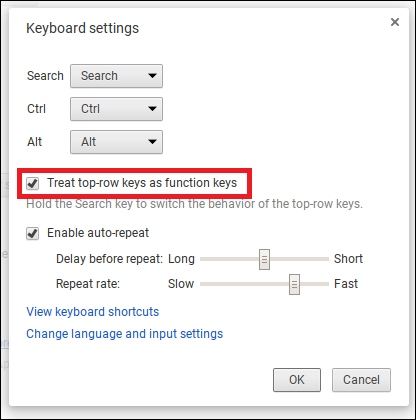 Keyboard settings
Search Search
Ctrl Ctrl
Alt Alt
Treat top-row keys as function keys
Hold the Search key to switch the behavior of the top-row keys.
Enable auto-repeat
Delay before repeat: Long Short
Repeat rate: Slow Fast
View keyboard shortcuts
Change language and input settings
OK Cancel